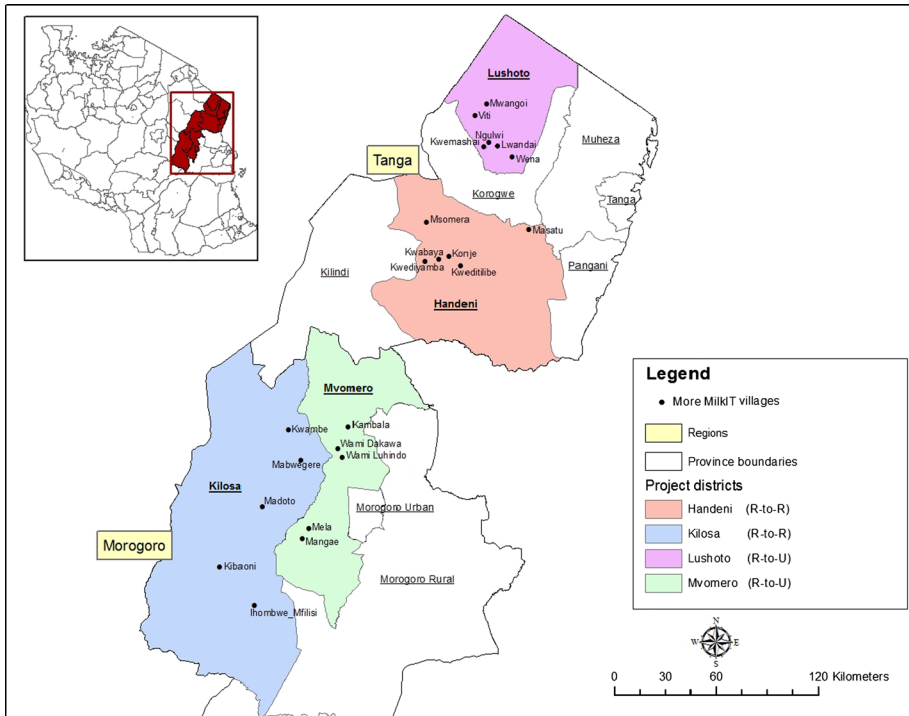 Lushoto
Mwangoi
Viti
Ngulwi
Kwemashai
Lwandai
Wena
Muheza
Tanga
Korogwe
Tanga
Msomera
Masatu
Kwabaya
Konje
Kwediyamba
Kweditilibe
Pangani
Kilindi
Handeni
Mvomero
Kwambe
Kambala
Wami Dakawa
Wami Luhindo
Mabwegere
Kilosa
Madoto
Morogoro Urban
Mela
Mangae
Morogoro
Kibaoni
Morogoro Rural
Ihombwe_Mfilisi
Legend
More MilkIT villages
Regions
Province boundaries
Project districts
Handeni (R-to-R)
Kilosa (R-to-R)
Lushoto (R-to-U)
Mvomero (R-to-U)
N
W E
S
0 30 60 120 Kilometers